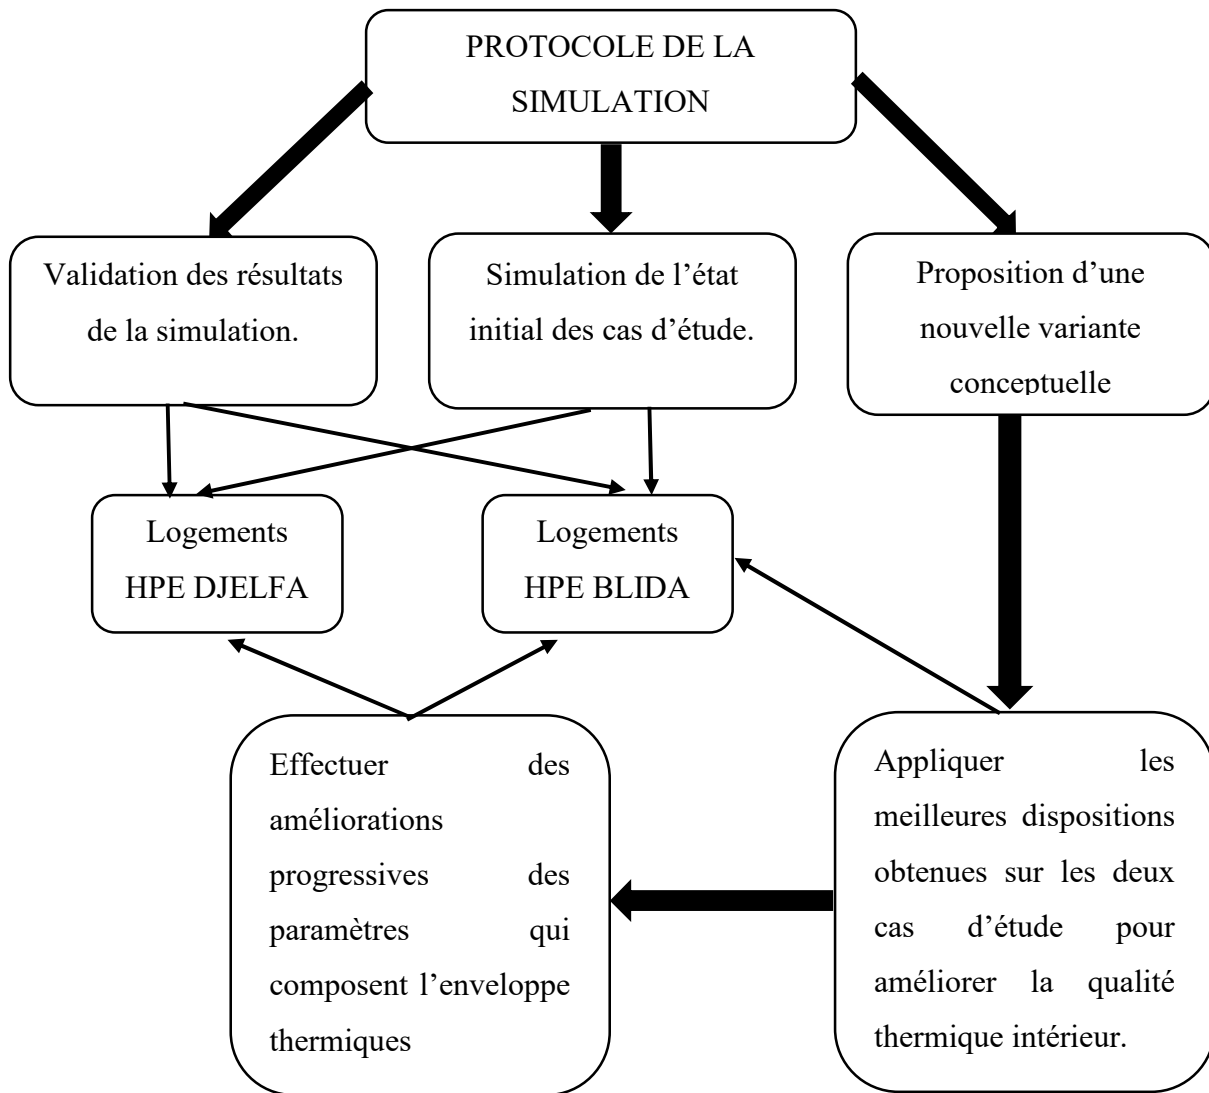 PROTOCOLE DE LA
SIMULATION
Validation des résultats
de la simulation.
Simulation de l’état
initial des cas d’étude.
Proposition d’une
nouvelle variante
conceptuelle
Logements
HPE DJELFA
Logements
HPE BLIDA
Effectuer des
améliorations
progressives des
paramètres qui
composent l’enveloppe
thermiques
Appliquer les
meilleures dispositions
obtenues sur les deux
cas d’étude pour
améliorer la qualité
thermique intérieur.